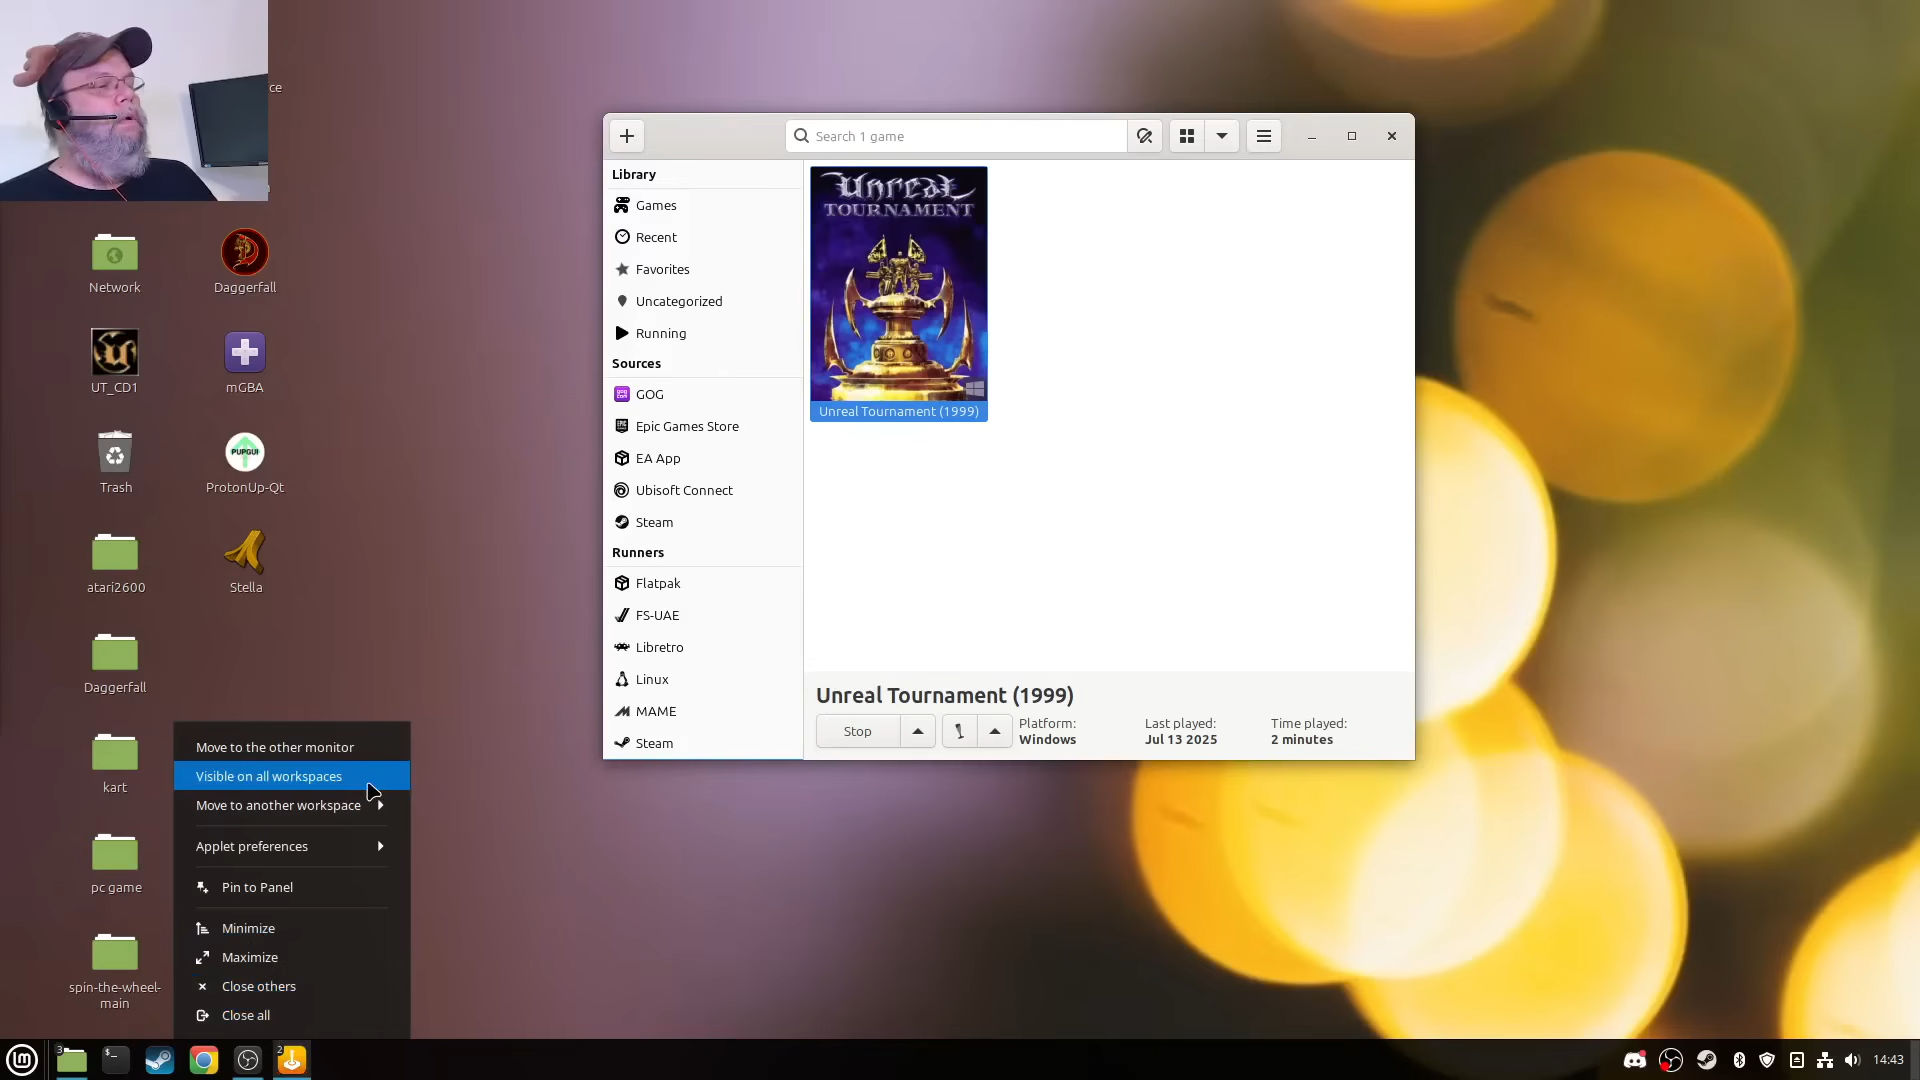 ce
n
Network
Daggerfall
UT_CD1
mGBA
Trash
PUPGUI
ProtonUp-Qt
atari2600
Stella
Daggerfall
kart
pc game
spin-the-wheel-
main
Move to the other monitor
Visible on all workspaces
Move to another workspace
Applet preferences
Pin to Panel
Minimize
Maximize
Close others
Close all
Search 1 game
Library
Games
Recent
Favorites
Uncategorized
Running
Sources
GOG
Epic Games Store
EA App
Ubisoft Connect
Steam
Runners
Flatpak
FS-UAE
Libretro
Linux
MAME
Steam
Unreal
TOURNAMENT
Unreal Tournament (1999)
Unreal Tournament (1999)
Stop
Platform:
Windows
Last played:
Jul 13 2025
Time played:
2 minutes
3
$_
2
14:43